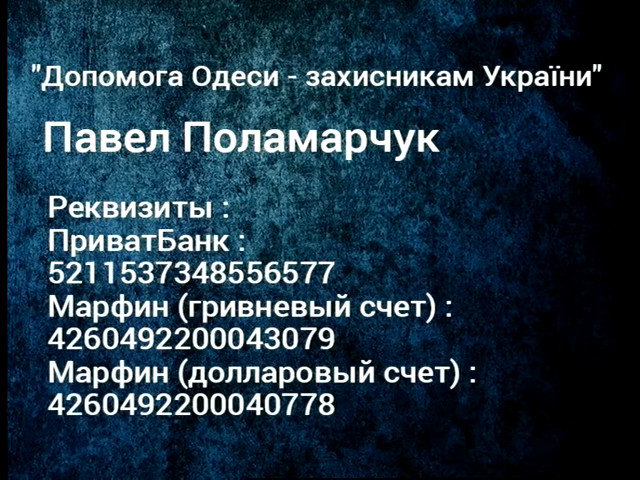 "Допомога Одеси - захисникам України"
Павел Поламарчук
Реквизиты :
ПриватБанк :
5211537348556577
Марфин (гривневый счет) :
4260492200043079
Марфин (долларовый счет) :
4260492200040778